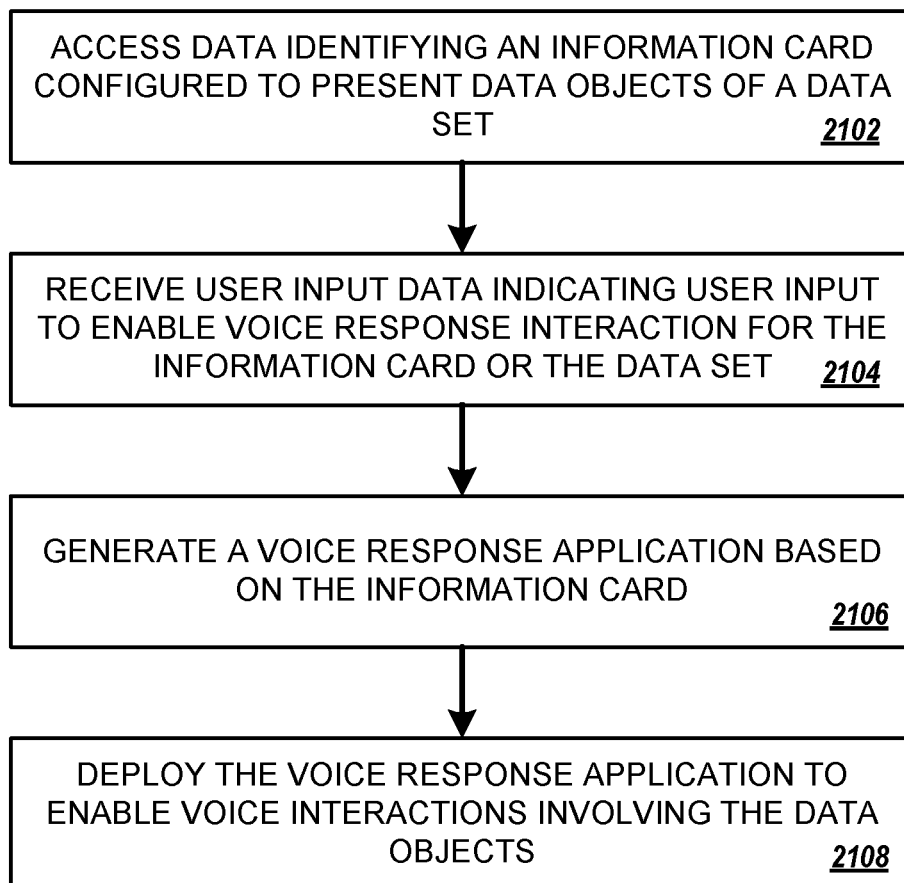 ACCESS DATA IDENTIFYING AN INFORMATION CARD
CONFIGURED TO PRESENT DATA OBJECTS OF A DATA
SET
2102
RECEIVE USER INPUT DATA INDICATING USER INPUT
TO ENABLE VOICE RESPONSE INTERACTION FOR THE
INFORMATION CARD OR THE DATA SET 2104
GENERATE A VOICE RESPONSE APPLICATION BASED
ON THE INFORMATION CARD
2106
DEPLOY THE VOICE RESPONSE APPLICATION TO
ENABLE VOICE INTERACTIONS INVOLVING THE DATA
OBJECTS 2108